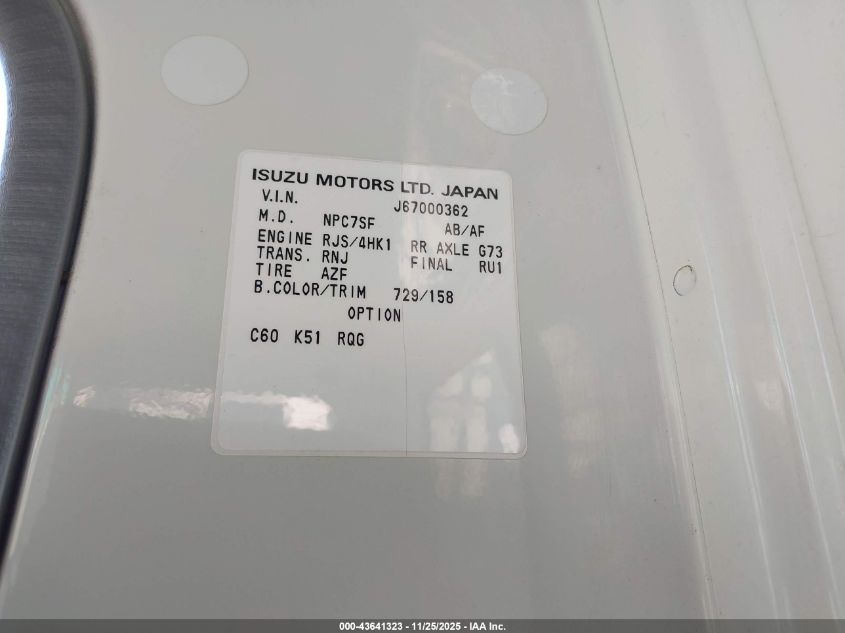 ISUZU MOTORS LTD. JAPAN
V.I.N. J67000362
M.D. NPC7SF AB/AF
ENGINE RJS/4HK1 RR AXLE G73
TRANS. RNJ FINAL RU1
TIRE AZF
B.COLOR/TRIM 729/158
OPTION
C60 K51 RQG
000-43641323 - 11/25/2025 - IAA Inc.